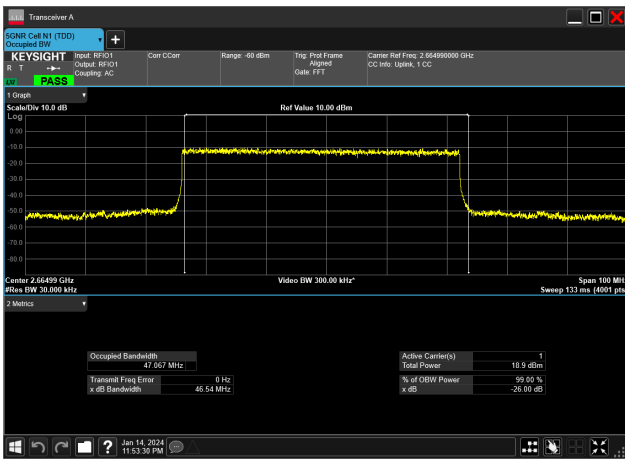 Transceiver A
5GNR Cell N1 (TDD)
Occupied BW
KEYSIGHT
R T
LNI
PASS
Input: RFIO1
Output: RFIO1
Coupling: AC
Corr CCorr
Range: -60 dBm
Trig: Prot Frame
Aligned
Gate: FFT
Carrier Ref Freq: 2.664990000 GHz
CC Info: Uplink, 1 CC
1 Graph
Scale/Div 10.0 dB
Ref Value 10.00 dBm
Log
0.00
-10.0
-20.0
-30.0
-40.0
-50.0
-60.0
-70.0
-80.0
Center 2.66499 GHz
Video BW 300.00 kHz^
Span 100 MHz
#Res BW 30.000 kHz
Sweep 133 ms (4001 pts
2 Metrics
Occupied Bandwidth
47.067 MHz
Transmit Freq Error 0 Hz
x dB Bandwidth 46.54 MHz
Active Carrier(s) 1
Total Power 18.9 dBm
% of OBW Power 99.00 %
x dB -26.00 dB
?
Jan 14, 2024
11:53:30 PM